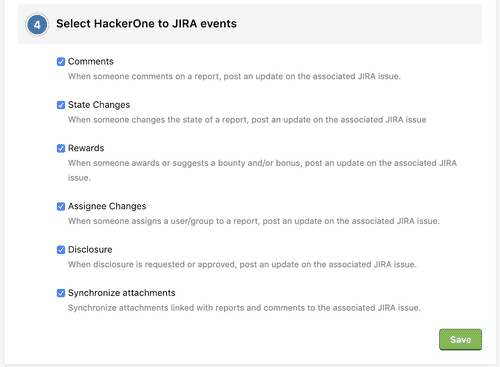 4 Select HackerOne to JIRA events
Comments
When someone comments on a report, post an update on the associated JIRA issue.
State Changes
When someone changes the state of a report, post an update on the associated JIRA issue
Rewards
When someone awards or suggests a bounty and/or bonus, post an update on the associated JIRA
issue.
Assignee Changes
When someone assigns a user/group to a report, post an update on the associated JIRA issue.
Disclosure
When disclosure is requested or approved, post an update on the associated JIRA issue.
Synchronize attachments
Synchronize attachments linked with reports and comments to the associated JIRA issue.
Save